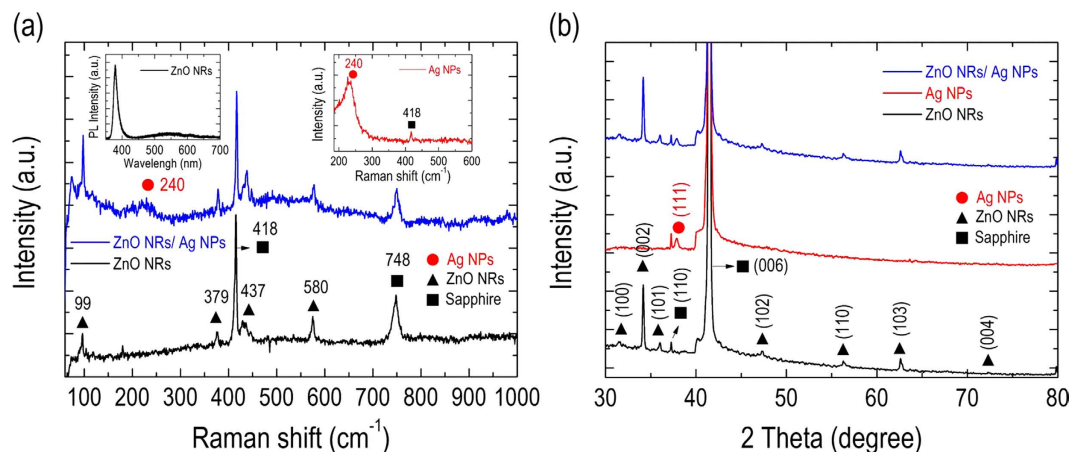 (a)
Intensity (a.u.)
PL Intensity (a.u.)
ZnO NRs
400
500
600
700
Wavelengh (nm)
Intensity (a.u.)
240
Ag NPs
418
200
300
400
500
600
Raman shift (cm-1)
240
ZnO NRs/ Ag NPs
ZnO NRs
418
Ag NPs
ZnO NRs
Sapphire
748
99
379
437
580
100 200 300 400 500 600 700 800 900 1000
Raman shift (cm-1)
(b)
Intensity (a.u.)
ZnO NRs/ Ag NPs
Ag NPs
ZnO NRs
(111)
Ag NPs
ZnO NRs
Sapphire
(002)
(006)
(100)
(101)
(110)
(102)
(110)
(103)
(004)
30 40 50 60 70 80
2 Theta (degree)